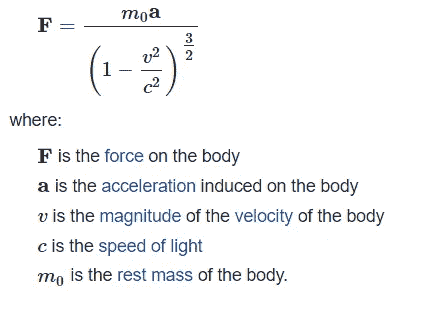 F = m₀a / (1 − v²/c²)^(3/2)
where:
F is the force on the body
a is the acceleration induced on the body
v is the magnitude of the velocity of the body
c is the speed of light
m₀ is the rest mass of the body.